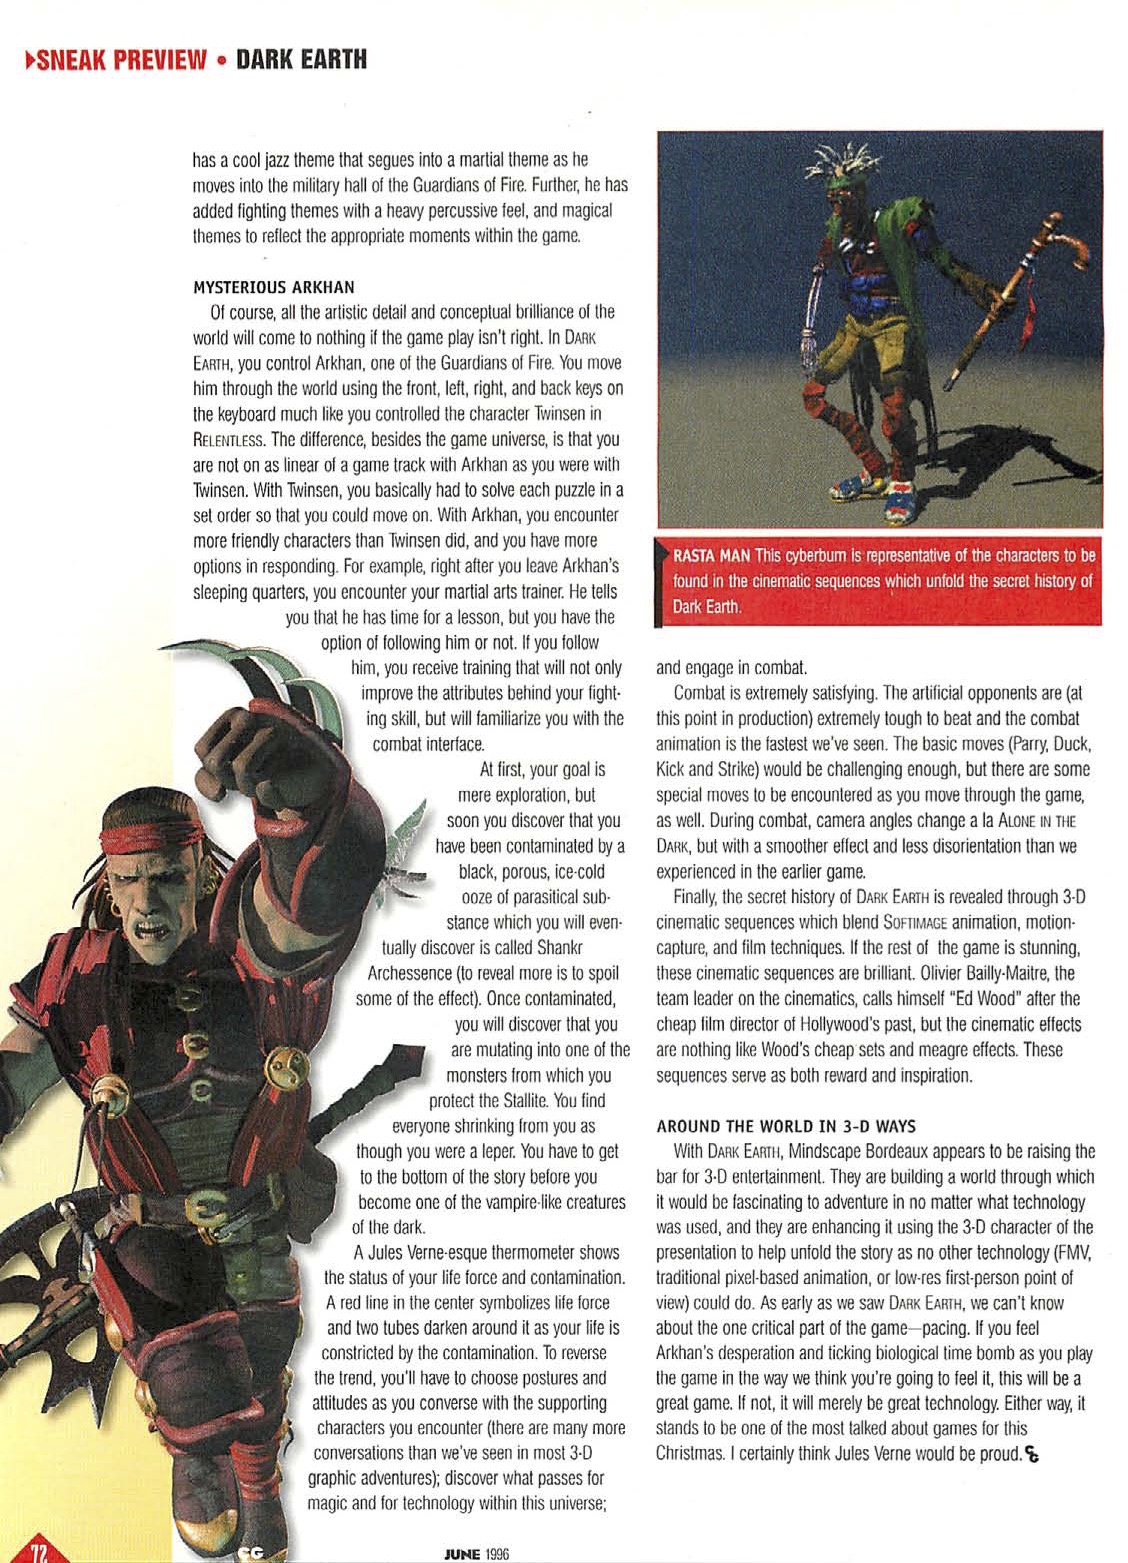 SNEAK PREVIEW • DARK EARTH
has a cool jazz theme that segues into a martial theme as he
moves into the military hall of the Guardians of Fire. Further, he has
added fighting themes with a heavy percussive feel, and magical
themes to reflect the appropriate moments within the game.
MYSTERIOUS ARKHAN
Of course, all the artistic detail and conceptual brilliance of the
world will come to nothing if the game play isn't right. In DARK
EARTH, you control Arkhan, one of the Guardians of Fire. You move
him through the world using the front, left, right, and back keys on
the keyboard much like you controlled the character Twinsen in
RELENTLESS. The difference, besides the game universe, is that you
are not on as linear of a game track with Arkhan as you were with
Twinsen. With Twinsen, you basically had to solve each puzzle in a
set order so that you could move on. With Arkhan, you encounter
more friendly characters than Twinsen did, and you have more
options in responding. For example, right after you leave Arkhan's
sleeping quarters, you encounter your martial arts trainer. He tells
you that he has time for a lesson, but you have the
option of following him or not. If you follow
him, you receive training that will not only
improve the attributes behind your fight-
ing skill, but will familiarize you with the
combat interface.
At first, your goal is
mere exploration, but
soon you discover that you
have been contaminated by a
black, porous, ice-cold
ooze of parasitical sub-
stance which you will even-
tually discover is called Shankr
Archessence (to reveal more is to spoil
some of the effect). Once contaminated,
you will discover that you
are mutating into one of the
monsters from which you
protect the Stallite. You find
everyone shrinking from you as
though you were a leper. You have to get
to the bottom of the story before you
become one of the vampire-like creatures
of the dark.
A Jules Verne-esque thermometer shows
the status of your life force and contamination.
A red line in the center symbolizes life force
and two tubes darken around it as your life is
constricted by the contamination. To reverse
the trend, you'll have to choose postures and
attitudes as you converse with the supporting
characters you encounter (there are many more
conversations than we've seen in most 3-D
graphic adventures); discover what passes for
magic and for technology within this universe;
RASTA MAN This cyberbum is representative of the characters to be
found in the cinematic sequences which unfold the secret history of
Dark Earth.
and engage in combat.
Combat is extremely satisfying. The artificial opponents are (at
this point in production) extremely tough to beat and the combat
animation is the fastest we've seen. The basic moves (Parry, Duck,
Kick and Strike) would be challenging enough, but there are some
special moves to be encountered as you move through the game,
as well. During combat, camera angles change a la ALONE IN THE
DARK, but with a smoother effect and less disorientation than we
experienced in the earlier game.
Finally, the secret history of DARK EARTH is revealed through 3-D
cinematic sequences which blend SOFTIMAGE animation, motion-
capture, and film techniques. If the rest of the game is stunning,
these cinematic sequences are brilliant. Olivier Bailly-Maitre, the
team leader on the cinematics, calls himself "Ed Wood" after the
cheap film director of Hollywood's past, but the cinematic effects
are nothing like Wood's cheap sets and meagre effects. These
sequences serve as both reward and inspiration.
AROUND THE WORLD IN 3-D WAYS
With DARK EARTH, Mindscape Bordeaux appears to be raising the
bar for 3-D entertainment. They are building a world through which
it would be fascinating to adventure in no matter what technology
was used, and they are enhancing it using the 3-D character of the
presentation to help unfold the story as no other technology (FMV,
traditional pixel-based animation, or low-res first-person point of
view) could do. As early as we saw DARK EARTH, we can't know
about the one critical part of the game—pacing. If you feel
Arkhan's desperation and ticking biological time bomb as you play
the game in the way we think you're going to feel it, this will be a
great game. If not, it will merely be great technology. Either way, it
stands to be one of the most talked about games for this
Christmas. I certainly think Jules Verne would be proud.
72
CG
JUNE 1996